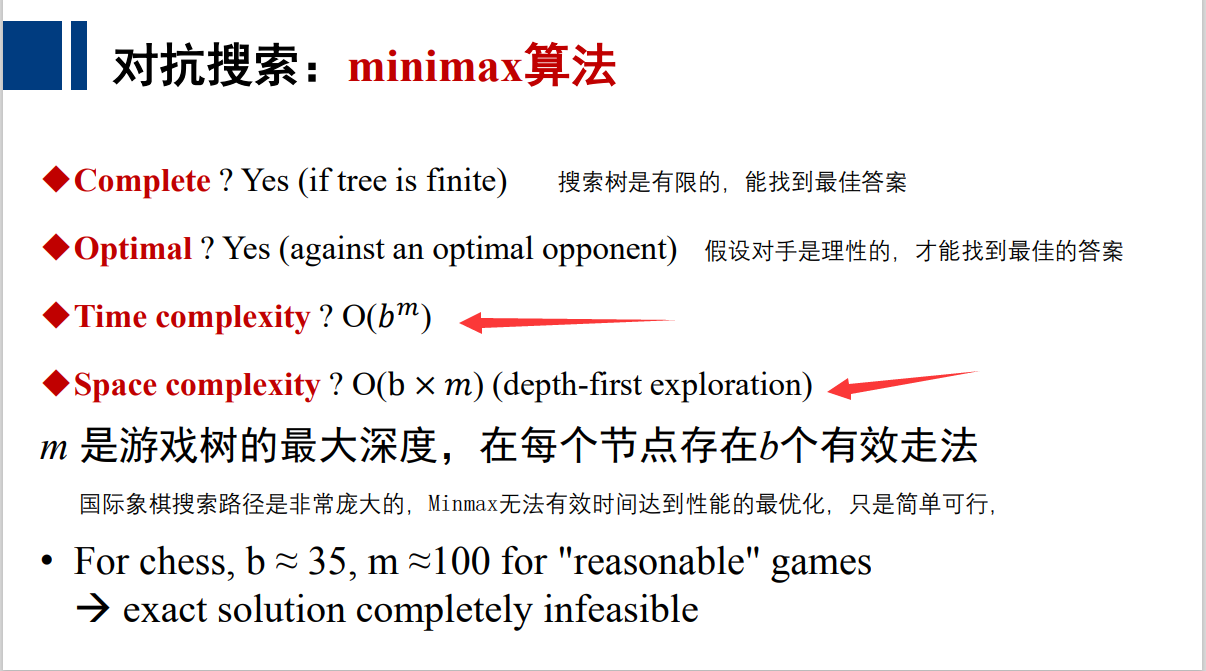 对抗搜索：minimax算法
◆Complete ? Yes (if tree is finite) 搜索树是有限的，能找到最佳答案
◆Optimal ? Yes (against an optimal opponent) 假设对手是理性的，才能找到最佳的答案
◆Time complexity ? O(b^m)
◆Space complexity ? O(b × m) (depth-first exploration)
m 是游戏树的最大深度，在每个节点存在b个有效走法
国际象棋搜索路径是非常庞大的，Minmax无法有效时间达到性能的最优化，只是简单可行，
• For chess, b ≈ 35, m ≈100 for "reasonable" games
→ exact solution completely infeasible